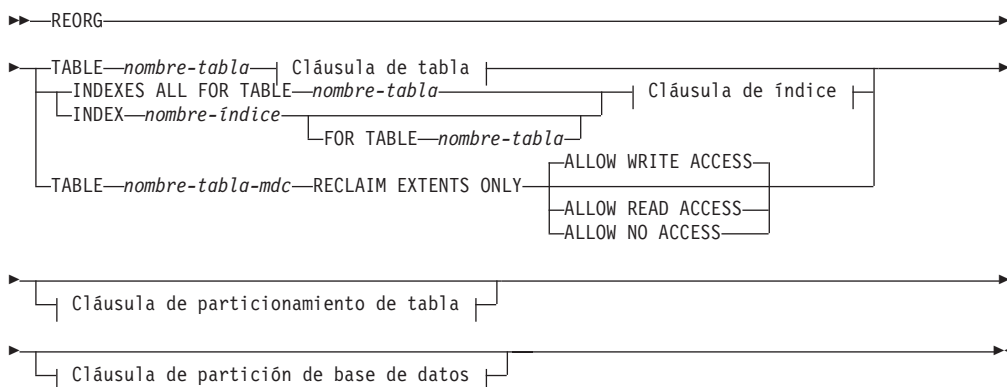 REORG
TABLE nombre-tabla Cláusula de tabla
INDEXES ALL FOR TABLE nombre-tabla Cláusula de índice
INDEX nombre-índice
FOR TABLE nombre-tabla
ALLOW WRITE ACCESS
TABLE nombre-tabla-mdc RECLAIM EXTENTS ONLY
ALLOW READ ACCESS
ALLOW NO ACCESS
Cláusula de particionamiento de tabla
Cláusula de partición de base de datos